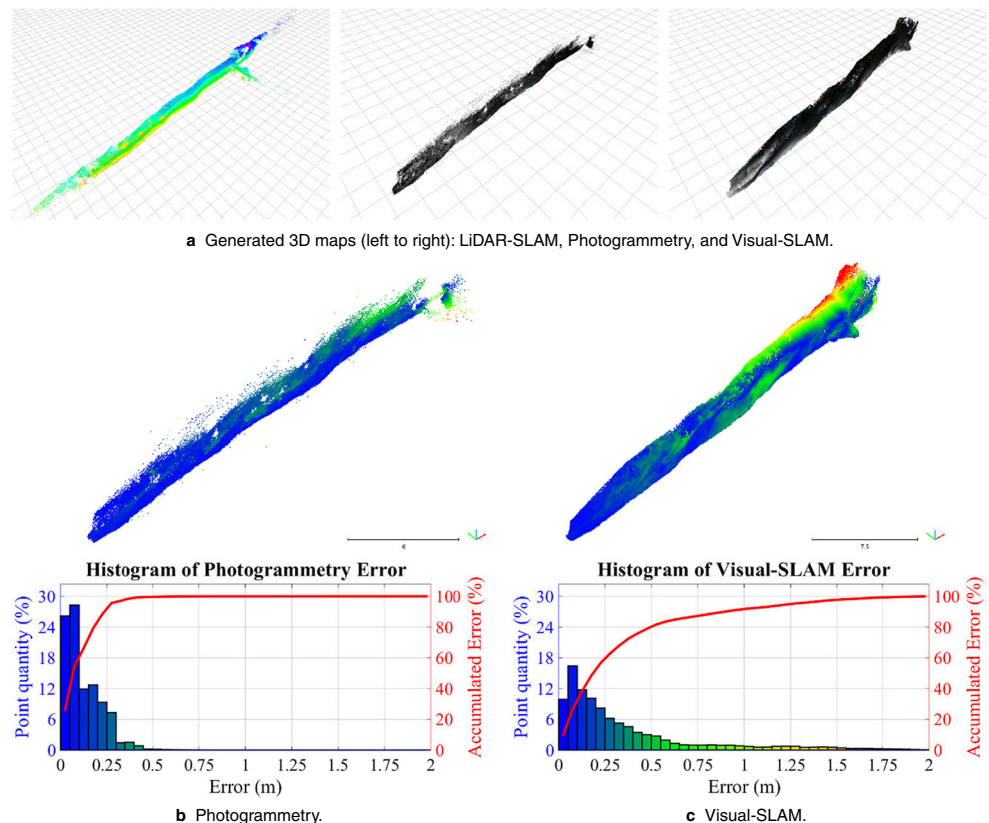 a Generated 3D maps (left to right): LiDAR-SLAM, Photogrammetry, and Visual-SLAM.
6
7.5
Histogram of Photogrammetry Error
Point quantity (%)
30
24
18
12
6
0
100
80
60
40
20
0
Accumulated Error (%)
0 0.25 0.5 0.75 1 1.25 1.5 1.75 2
Error (m)
b Photogrammetry.
Histogram of Visual-SLAM Error
Point quantity (%)
30
24
18
12
6
0
100
80
60
40
20
0
Accumulated Error (%)
0 0.25 0.5 0.75 1 1.25 1.5 1.75 2
Error (m)
c Visual-SLAM.